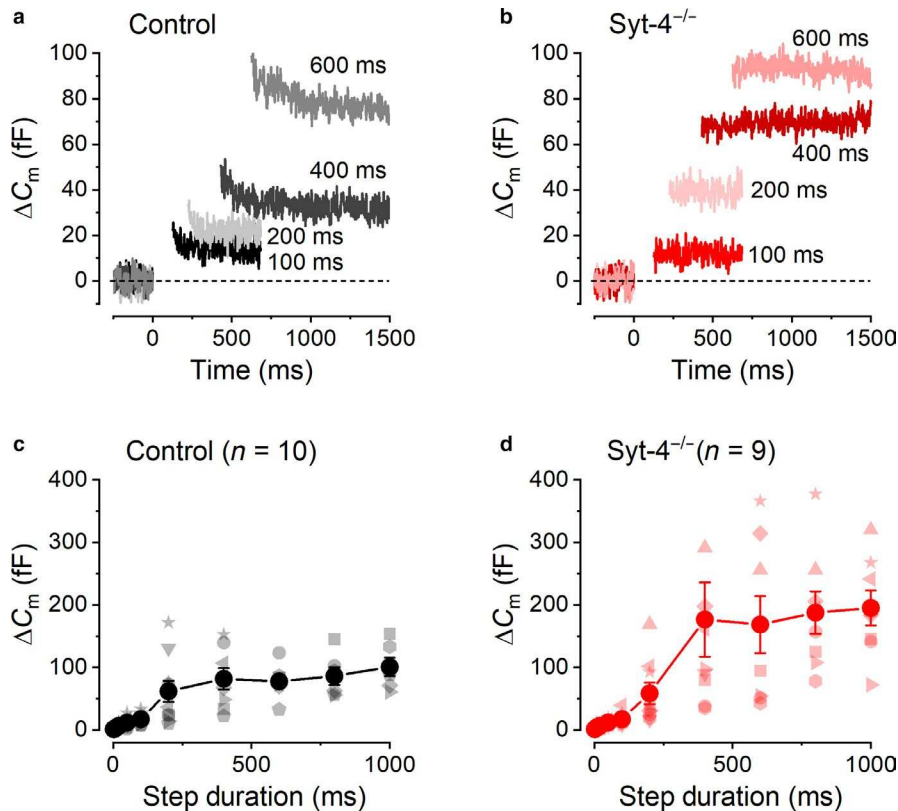 a Control
b Syt-4⁻/⁻
100
80
60
40
20
0
ΔCm (fF)
600 ms
400 ms
200 ms
100 ms
0 500 1000 1500
Time (ms)
100
80
60
40
20
0
ΔCm (fF)
600 ms
400 ms
200 ms
100 ms
0 500 1000 1500
Time (ms)
c Control (n = 10)
400
300
200
100
0
ΔCm (fF)
0 500 1000
Step duration (ms)
d Syt-4⁻/⁻ (n = 9)
400
300
200
100
0
ΔCm (fF)
0 500 1000
Step duration (ms)